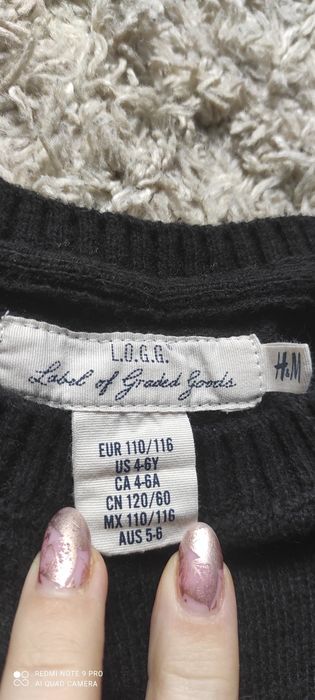 L.O.G.G.
Label of Graded Goods
H&M
EUR 110/116
US 4-6Y
CA 4-6A
CN 120/60
MX 110/116
AUS 5-6
REDMI NOTE 9 PRO
AI QUAD CAMERA